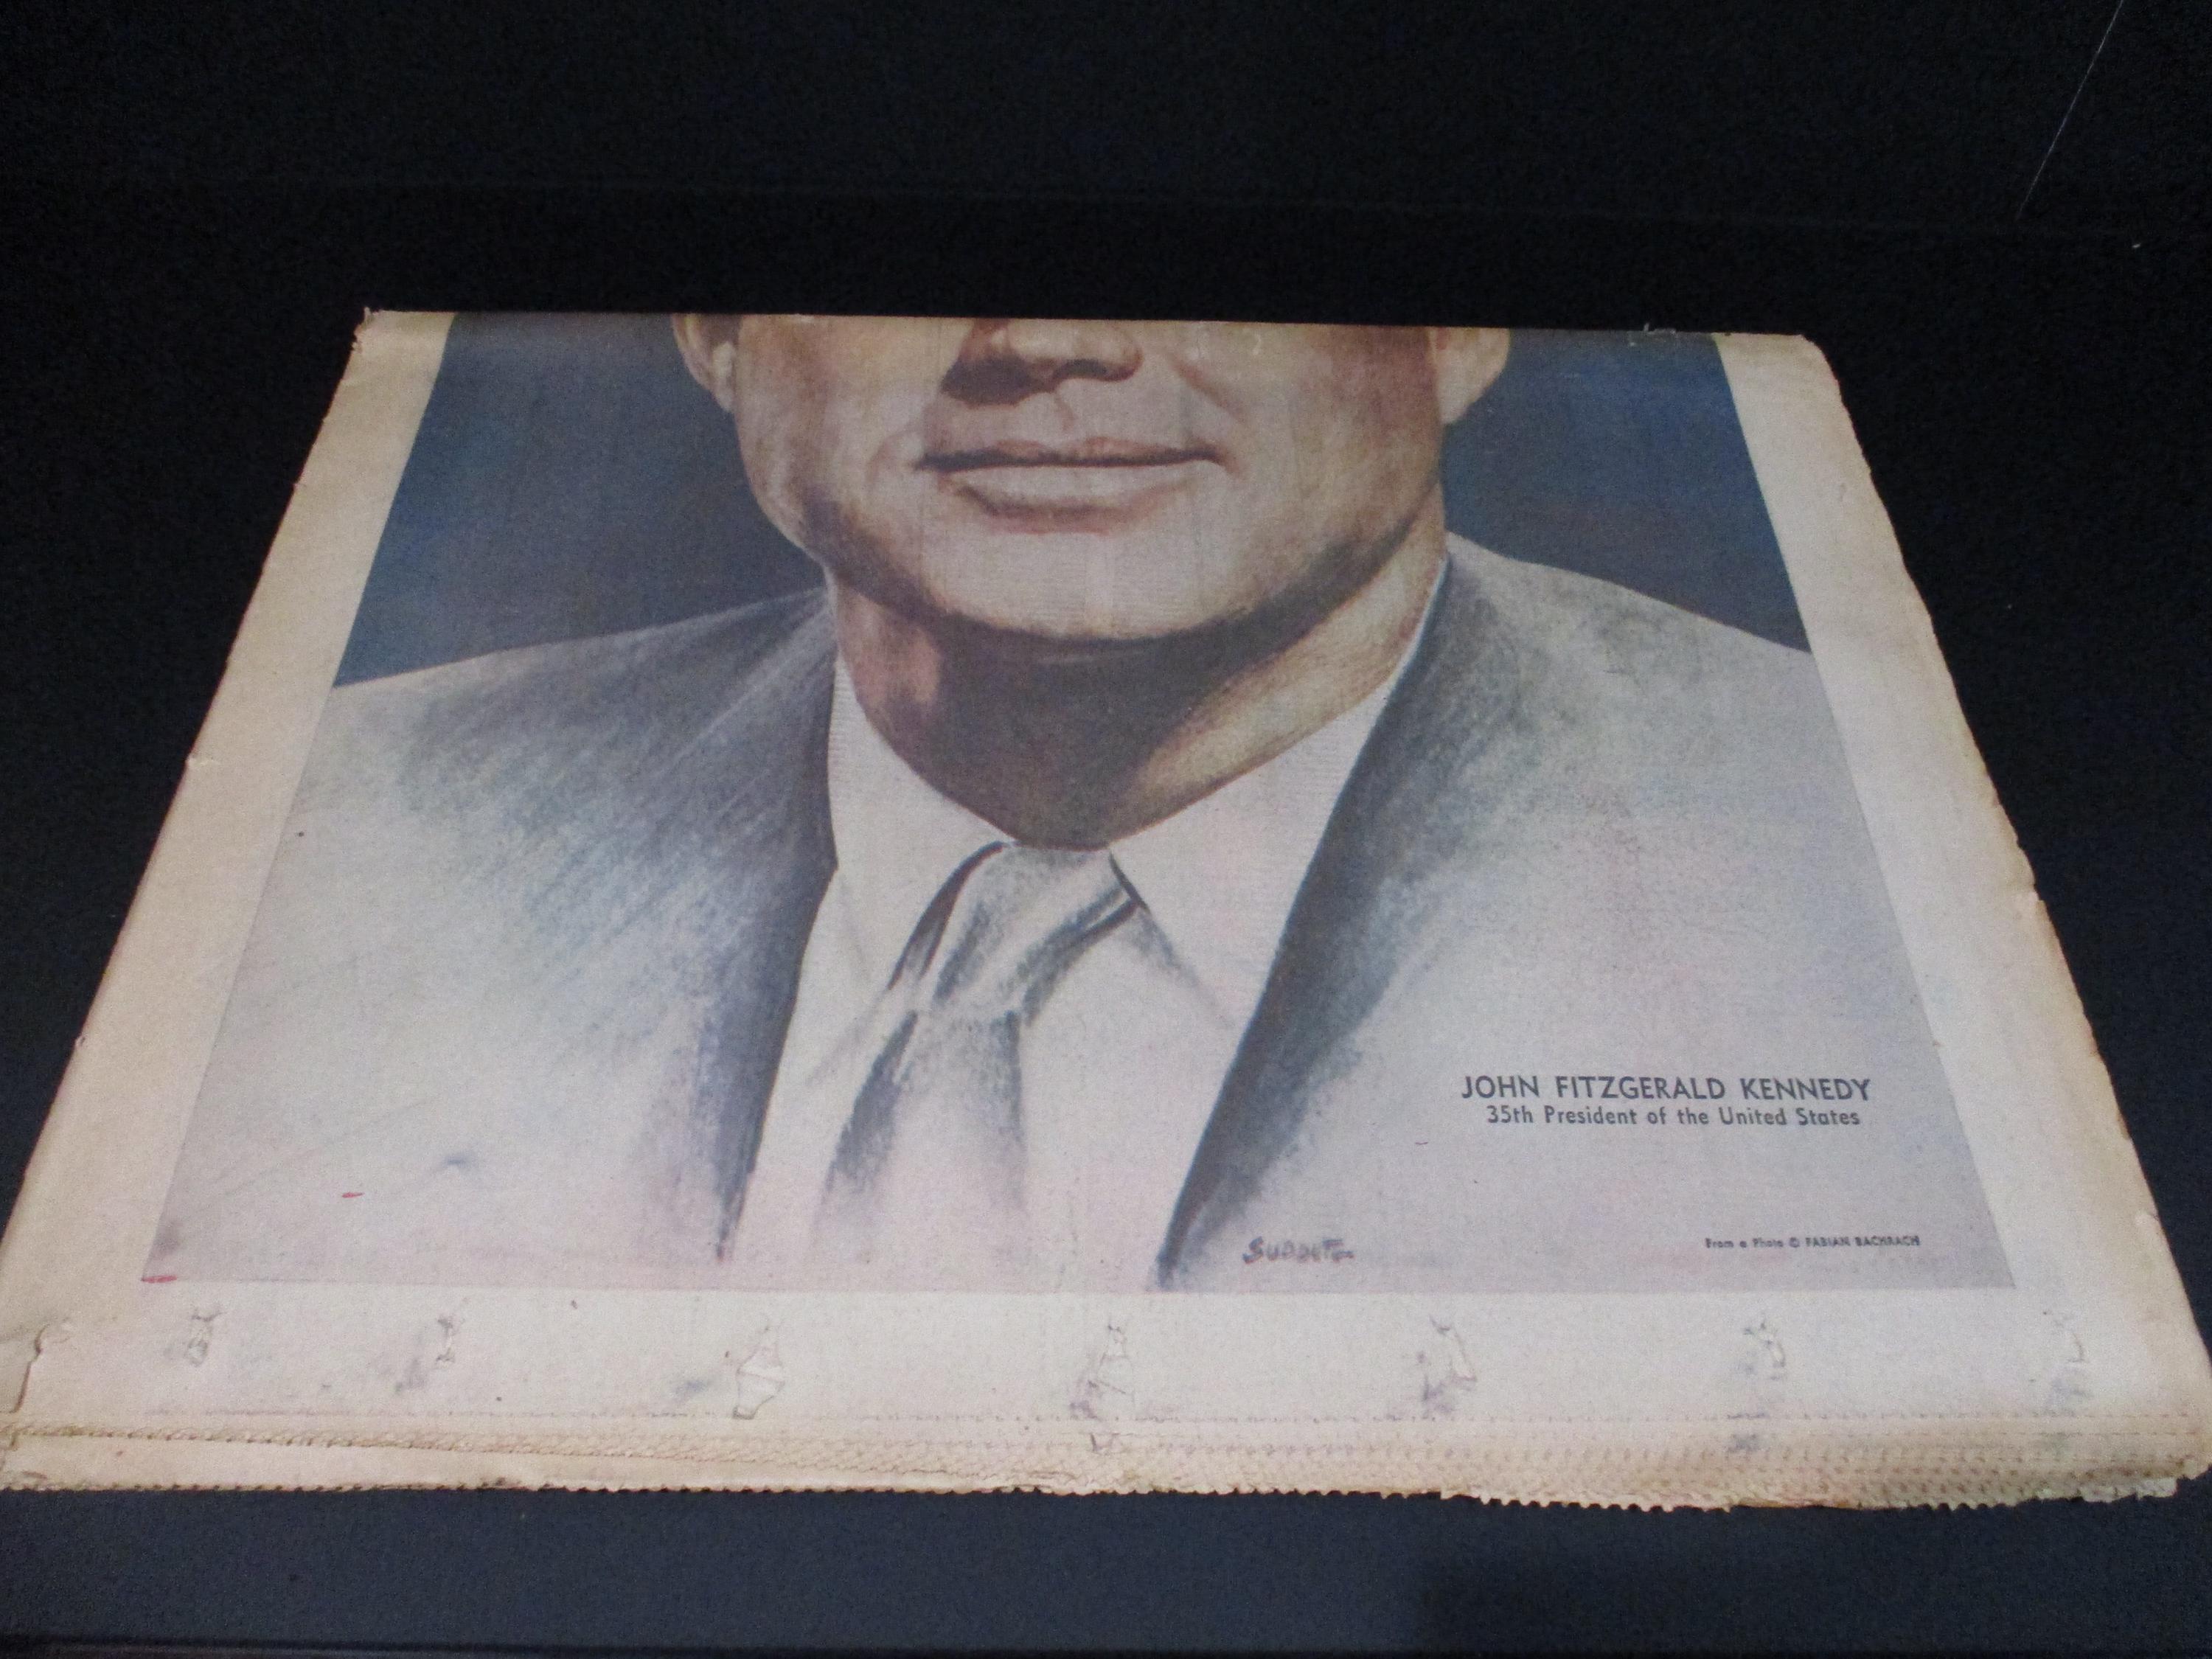 JOHN FITZGERALD KENNEDY
35th President of the United States
From a Photo © FABIAN BACHRACH